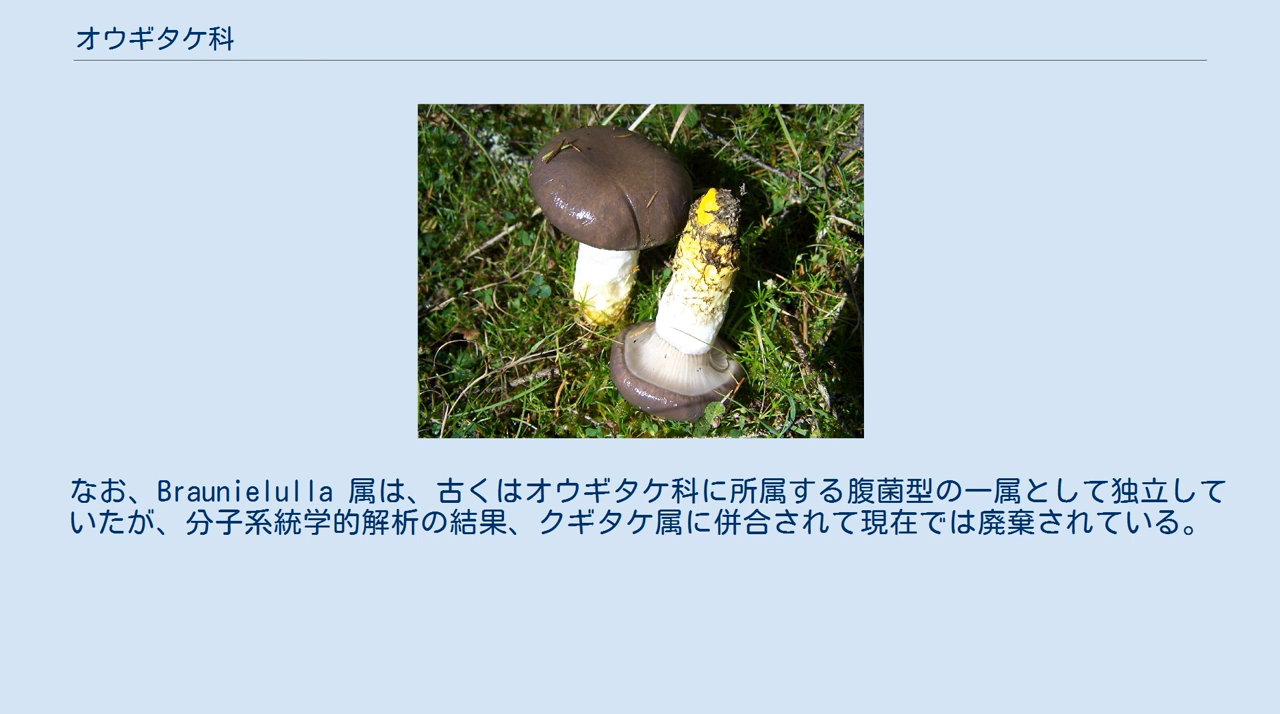 オウギタケ科
なお、Braunielulla 属は、古くはオウギタケ科に所属する腹菌型の一属として独立して
いたが、分子系統学的解析の結果、クギタケ属に併合されて現在では廃棄されている。